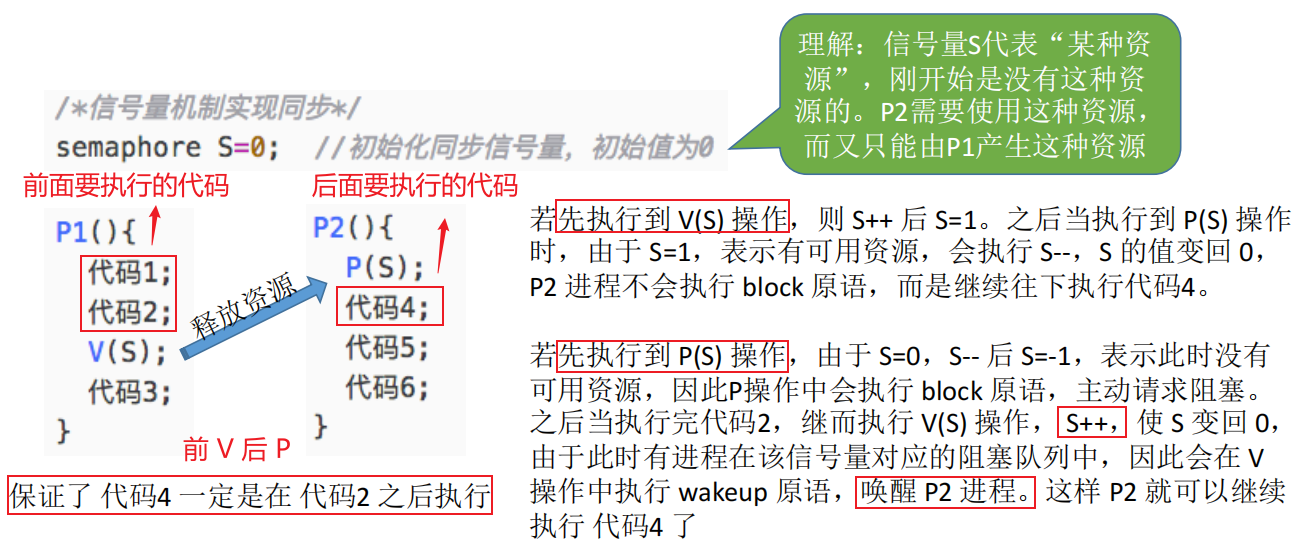 理解：信号量S代表“某种资
源”，刚开始是没有这种资
源的。P2需要使用这种资源，
而又只能由P1产生这种资源
/*信号量机制实现同步*/
semaphore S=0; //初始化同步信号量，初始值为0
前面要执行的代码
后面要执行的代码
P1(){
代码1;
代码2;
V(S);
代码3;
}
释放资源
P2(){
P(S);
代码4;
代码5;
代码6;
}
前 V 后 P
保证了 代码4 一定是在 代码2 之后执行
若先执行到 V(S) 操作，则 S++ 后 S=1。之后当执行到 P(S) 操作
时，由于 S=1，表示有可用资源，会执行 S--，S 的值变回 0，
P2 进程不会执行 block 原语，而是继续往下执行代码4。
若先执行到 P(S) 操作，由于 S=0，S-- 后 S=-1，表示此时没有
可用资源，因此P操作中会执行 block 原语，主动请求阻塞。
之后当执行完代码2，继而执行 V(S) 操作， S++， 使 S 变回 0，
由于此时有进程在该信号量对应的阻塞队列中，因此会在 V
操作中执行 wakeup 原语，唤醒 P2 进程。这样 P2 就可以继续
执行 代码4 了